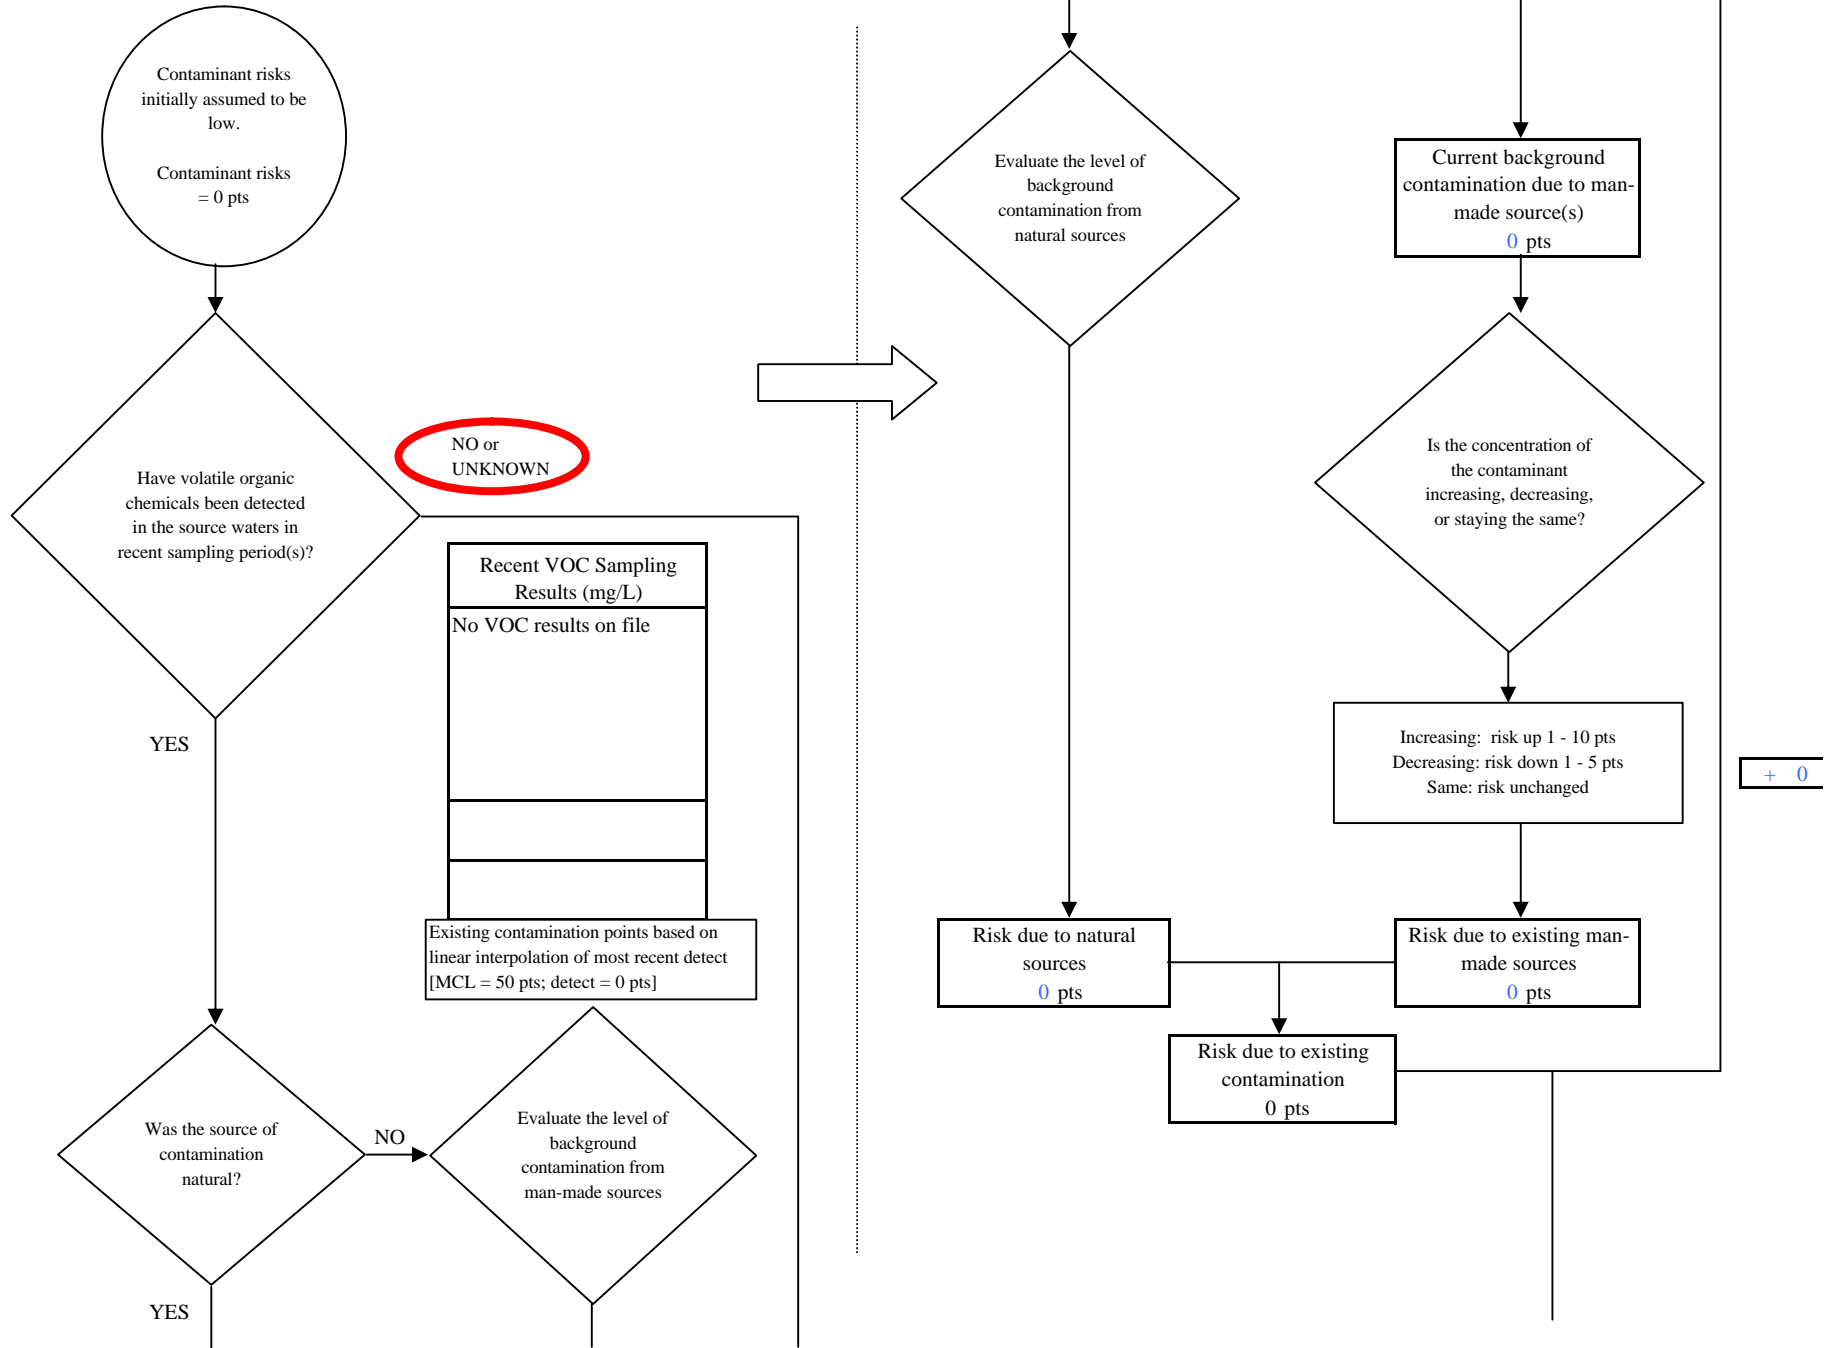 Contaminant risks
initially assumed to be
low.
Contaminant risks
= 0 pts
NO or
UNKNOWN
Have volatile organic
chemicals been detected
in the source waters in
recent sampling period(s)?
Recent VOC Sampling
Results (mg/L)
No VOC results on file
YES
Existing contamination points based on
linear interpolation of most recent detect
[MCL = 50 pts; detect = 0 pts]
Was the source of
contamination
natural?
NO
Evaluate the level of
background
contamination from
man-made sources
YES
Evaluate the level of
background
contamination from
natural sources
Current background
contamination due to man-
made source(s)
0 pts
Is the concentration of
the contaminant
increasing, decreasing,
or staying the same?
Increasing: risk up 1 - 10 pts
Decreasing: risk down 1 - 5 pts
Same: risk unchanged
+ 0
Risk due to natural
sources
0 pts
Risk due to existing man-
made sources
0 pts
Risk due to existing
contamination
0 pts